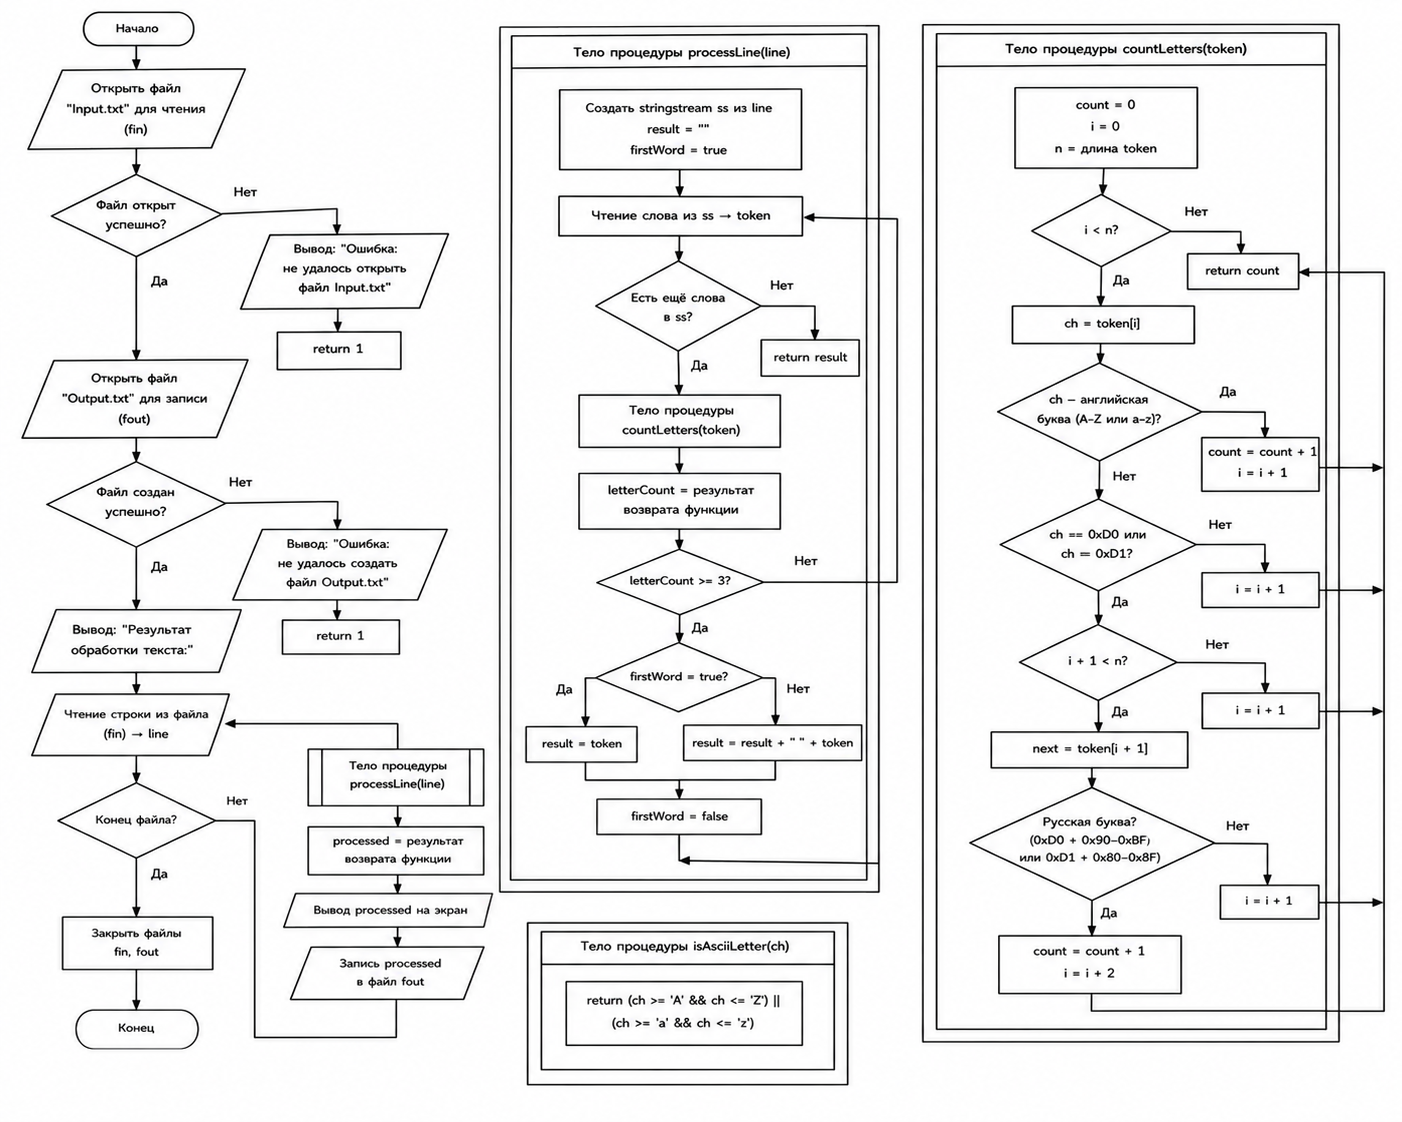 Начало
Открыть файл
"Input.txt" для чтения
(fin)
Файл открыт
успешно?
Нет
Да
Вывод: "Ошибка:
не удалось открыть
файл Input.txt"
return 1
Открыть файл
"Output.txt" для записи
(fout)
Файл создан
успешно?
Нет
Да
Вывод: "Ошибка:
не удалось создать
файл Output.txt"
return 1
Вывод: "Результат
обработки текста:"
Чтение строки из файла
(fin) → line
Конец файла?
Нет
Да
Закрыть файлы
fin, fout
Конец
Тело процедуры
processLine(line)
processed = результат
возврата функции
Вывод processed на экран
Запись processed
в файл fout
Тело процедуры processLine(line)
Создать stringstream ss из line
result = ""
firstWord = true
Чтение слова из ss → token
Есть ещё слова
в ss?
Нет
return result
Да
Тело процедуры
countLetters(token)
letterCount = результат
возврата функции
letterCount >= 3?
Нет
Да
firstWord = true?
Да
Нет
result = token
result = result + " " + token
firstWord = false
Тело процедуры isAsciiLetter(ch)
return (ch >= 'A' && ch <= 'Z') ||
(ch >= 'a' && ch <= 'z')
Тело процедуры countLetters(token)
count = 0
i = 0
n = длина token
i < n?
Нет
return count
Да
ch = token[i]
ch — английская
буква (A-Z или a-z)?
Да
count = count + 1
i = i + 1
Нет
ch == 0xD0 или
ch == 0xD1?
Нет
i = i + 1
Да
i + 1 < n?
Нет
i = i + 1
Да
next = token[i + 1]
Русская буква?
(0xD0 + 0x90-0xBF)
или 0xD1 + 0x80-0x8F)
Нет
i = i + 1
Да
count = count + 1
i = i + 2